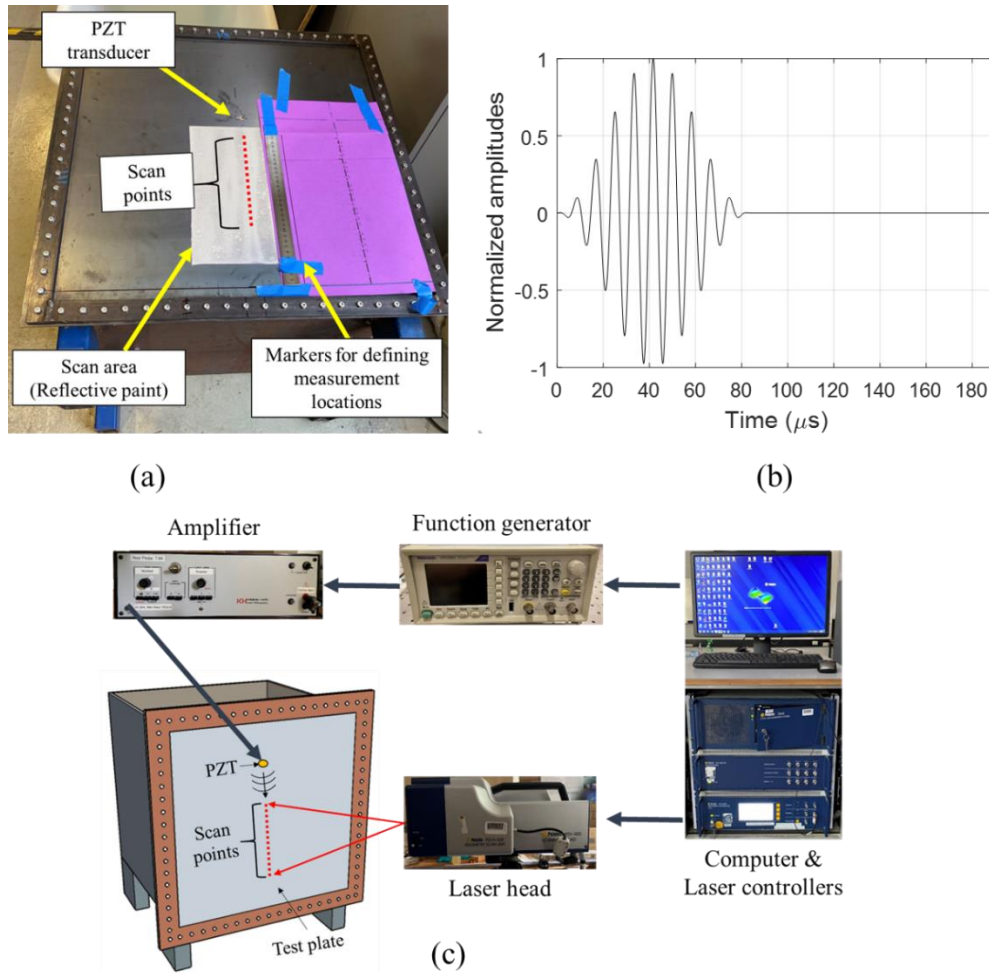 PZT
transducer
Scan
points
Scan area
(Reflective paint)
Markers for defining
measurement
locations
(a)
Normalized amplitudes
1
0.5
0
-0.5
-1
0 20 40 60 80 100 120 140 160 180
Time (μs)
(b)
Amplifier
Function generator
PZT
Scan
points
Test plate
Laser head
Computer &
Laser controllers
(c)